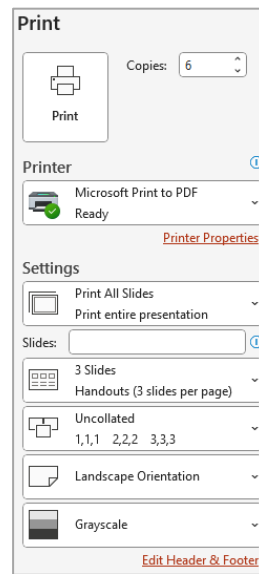 Print
Copies: 6
Print
Printer
Microsoft Print to PDF
Ready
Printer Properties
Settings
Print All Slides
Print entire presentation
Slides:
3 Slides
Handouts (3 slides per page)
Uncollated
1,1,1 2,2,2 3,3,3
Landscape Orientation
Grayscale
Edit Header & Footer